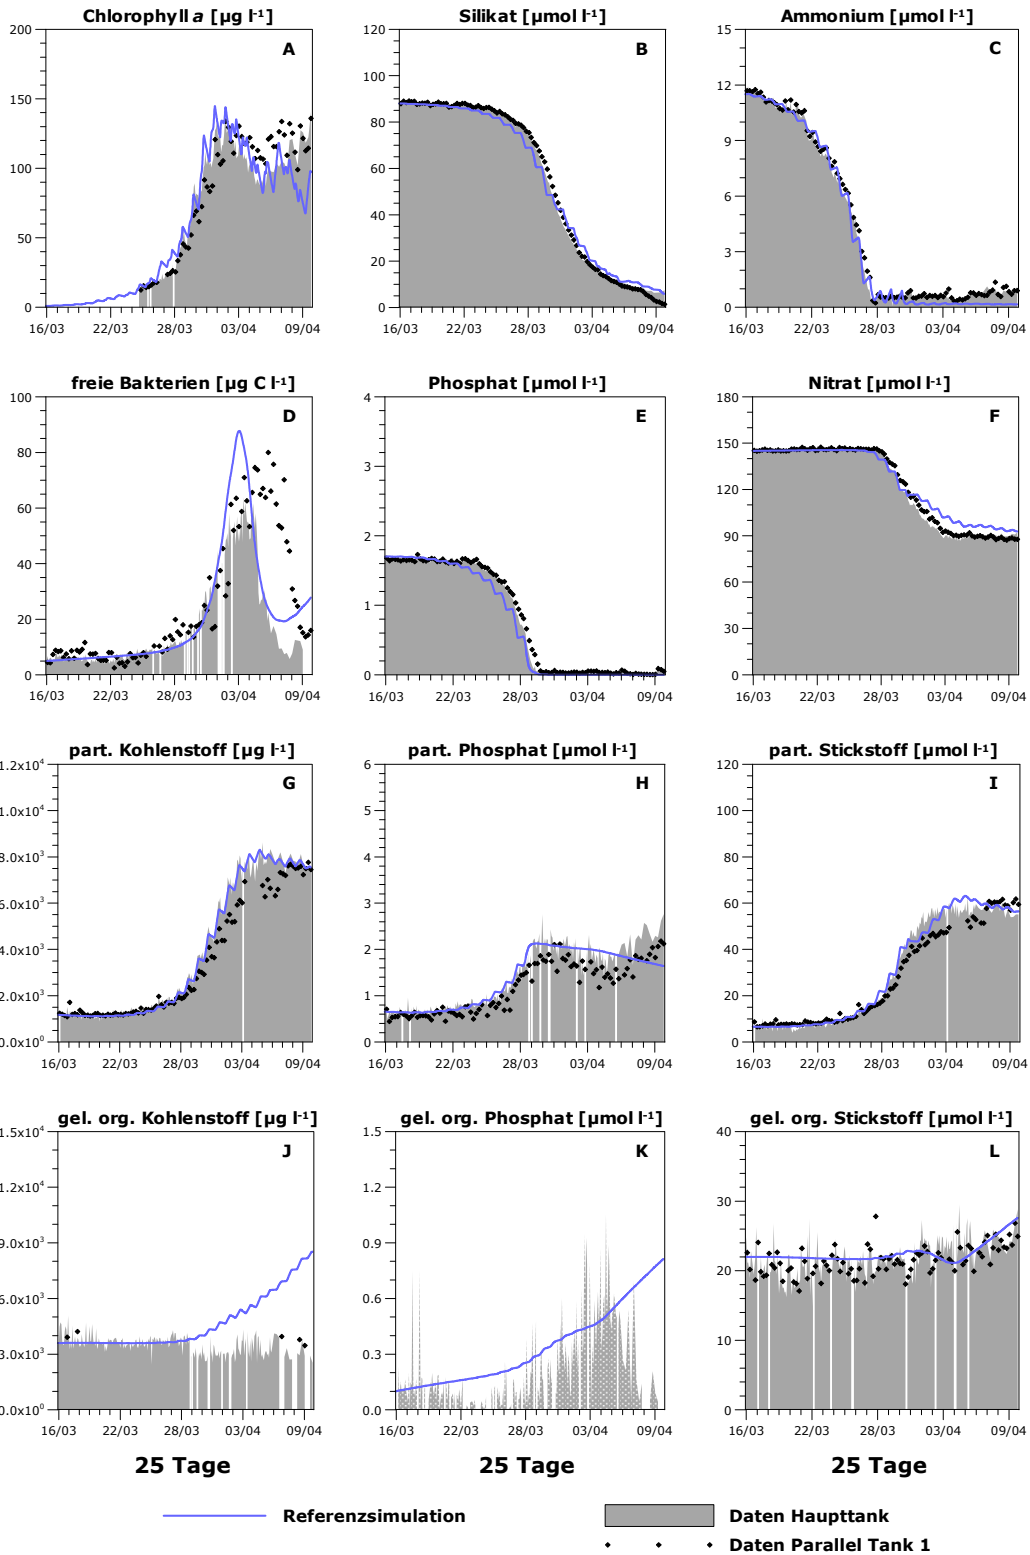 Chlorophyll a [µg l⁻¹]
Silikat [µmol l⁻¹]
Ammonium [µmol l⁻¹]
A
B
C
200
150
100
50
0
120
100
80
60
40
20
0
15
12
9
6
3
0
16/03 22/03 28/03 03/04 09/04
16/03 22/03 28/03 03/04 09/04
16/03 22/03 28/03 03/04 09/04
freie Bakterien [µg C l⁻¹]
Phosphat [µmol l⁻¹]
Nitrat [µmol l⁻¹]
D
E
F
100
80
60
40
20
0
4
3
2
1
0
180
150
120
90
60
30
0
16/03 22/03 28/03 03/04 09/04
16/03 22/03 28/03 03/04 09/04
16/03 22/03 28/03 03/04 09/04
part. Kohlenstoff [µg l⁻¹]
part. Phosphat [µmol l⁻¹]
part. Stickstoff [µmol l⁻¹]
G
H
I
1.2x10⁴
1.0x10⁴
8.0x10³
6.0x10³
4.0x10³
2.0x10³
0.0x10⁰
6
5
4
3
2
1
0
120
100
80
60
40
20
0
16/03 22/03 28/03 03/04 09/04
16/03 22/03 28/03 03/04 09/04
16/03 22/03 28/03 03/04 09/04
gel. org. Kohlenstoff [µg l⁻¹]
gel. org. Phosphat [µmol l⁻¹]
gel. org. Stickstoff [µmol l⁻¹]
J
K
L
1.5x10⁴
1.2x10⁴
9.0x10³
6.0x10³
3.0x10³
0.0x10⁰
1.5
1.2
0.9
0.6
0.3
0.0
40
30
20
10
0
16/03 22/03 28/03 03/04 09/04
16/03 22/03 28/03 03/04 09/04
16/03 22/03 28/03 03/04 09/04
25 Tage
25 Tage
25 Tage
Referenzsimulation
Daten Haupttank
Daten Parallel Tank 1